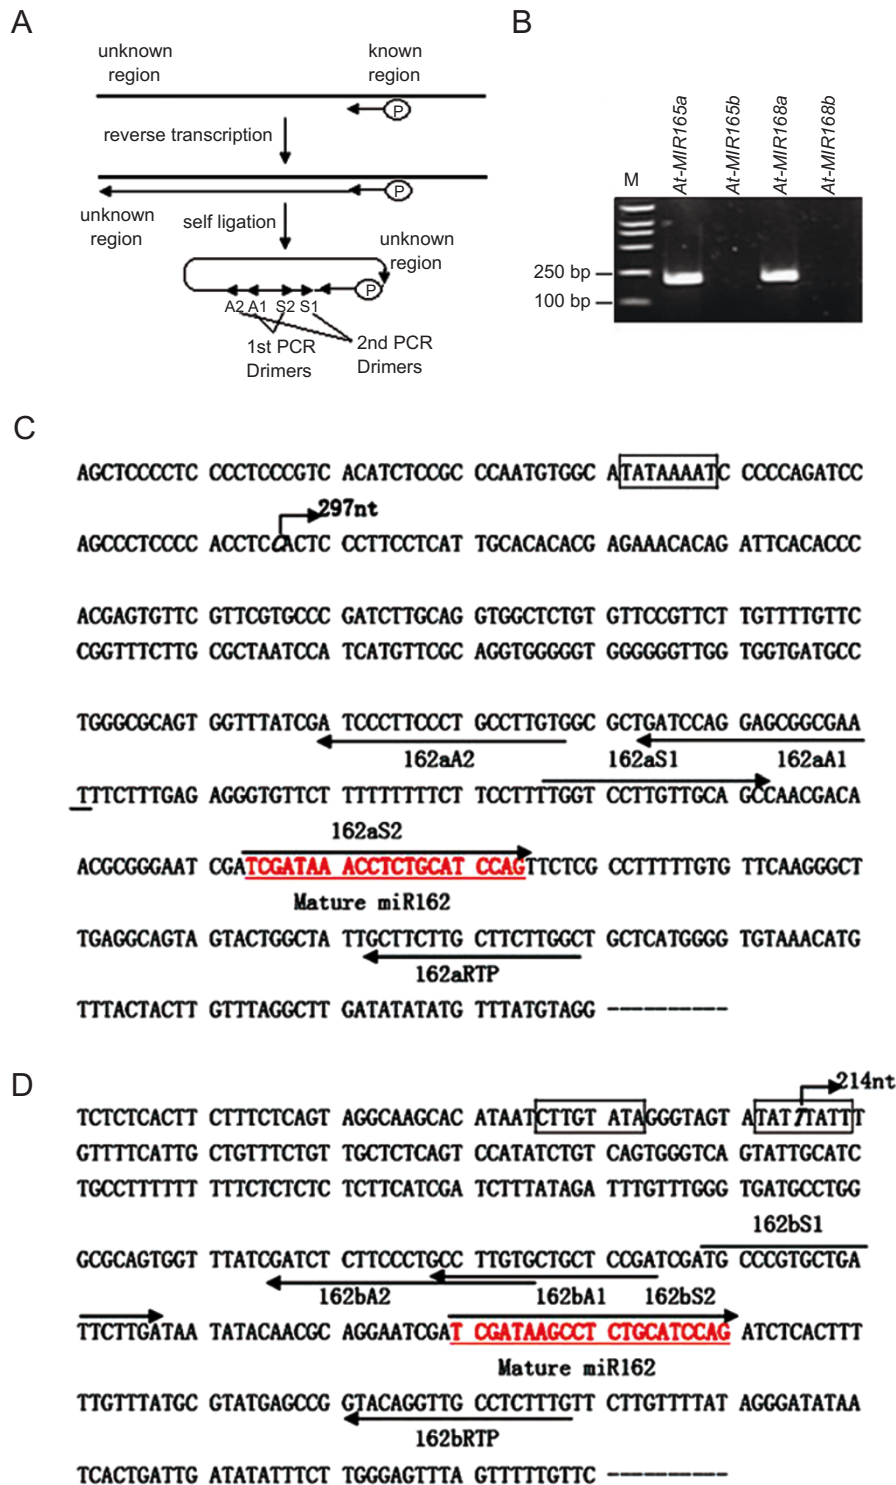 A
unknown region
known region
P
reverse transcription
P
unknown region
self ligation
unknown region
P
A2 A1 S2 S1
1st PCR Drimers
2nd PCR Drimers
B
At-MIR165a
At-MIR165b
At-MIR168a
At-MIR168b
M
250 bp
100 bp
C
AGCTCCCCTC CCCTCCCGTC ACATCTCCGC CCAATGTGGC ATATAAAATC CCCCAGATCC
297nt
AGCCCTCCCC ACCTCCACTC CCTTCCTCAT TGCACACACG AGAAACACAG ATTCACACCC
ACGAGTGTTC GTTCGTGCCC GATCTTGCAG GTGGCTCTGT GTTCCGTTCT TGTTTTGTTC
CGGTTTCTTG CGCTAATCCA TCATGTTCGC AGGTGGGGGT GGGGGGTTGG TGGTGATGCC
TGGGCGCAGT GGTTTATCGA TCCCTTCCCT GCCTTGTGGC GCTGATCCAG GAGCGGCGAA
162aA2 162aS1 162aA1
TTTCTTTGAG AGGGTGTTCT TTTTTTTTCT TCCTTTTGGT CCTTGTTGCA GCCAACGACA
162aS2
ACGCGGGAAT CGATCGATAA ACCTCTGCAT CCAGTTCTCG CCTTTTTGTG TTCAAGGGCT
Mature miR162
TGAGGCAGTA GTACTGGCTA TTGCTTCTTG CTTCTTGGCT GCTCATGGGG TGTAAACATG
162aRTP
TTTACTACTT GTTTAGGCTT GATATATATG TTTATGTAGG ----------
D
214nt
TCTCTCACTT CTTTCTCAGT AGGCAAGCAC ATAATCTTGT ATAGGGTAGT ATATTTATTT
GTTTTCATTG CTGTTTCTGT TGCTCTCAGT CCATATCTGT CAGTGGGTCA GTATTGCATC
TGCCTTTTTT TTTCTCTCTC TCTTCATCGA TCTTTATAGA TTTGTTTGGG TGATGCCTGG
162bS1
GCGCAGTGGT TTATCGATCT CTTCCCTGCC TTGTGCTGCT CCGATCGATG CCCGTGCTGA
162bA2 162bA1 162bS2
TTCTTGATAA TATACAACGC AGGAATCGAT CGATAAGCCT CTGCATCCAG ATCTCACTTT
Mature miR162
TTGTTTATGC GTATGAGCCG GTACAGGTTG CCTCTTTGTT CTTGTTTTAT AGGGATATAA
162bRTP
TCACTGATTG ATATATTTCT TGGGAGTTTA GTTTTTGTTC ----------